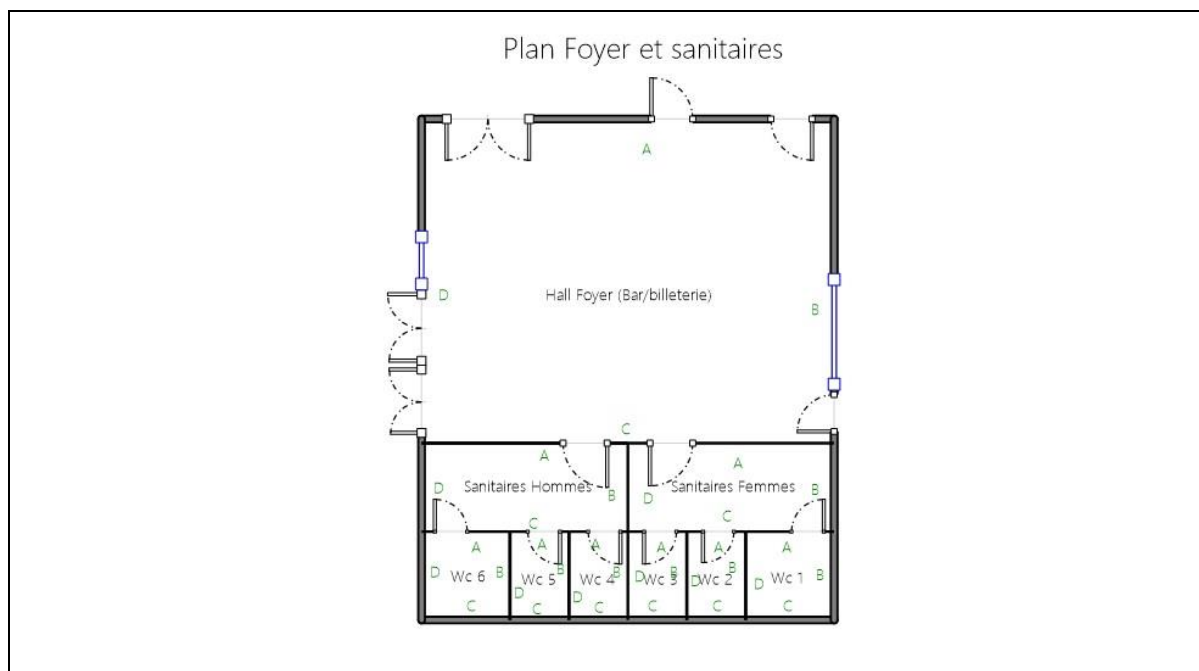 Plan Foyer et sanitaires
A
D
Hall Foyer (Bar/billeterie)
B
C
A
A
D
Sanitaires Hommes
B
D
Sanitaires Femmes
B
C
C
A
A
A
A
A
A
D
Wc 6
B
Wc 5
B
Wc 4
B
D
Wc 3
B
D
Wc 2
B
D
Wc 1
B
D
D
C
C
C
C
C
C